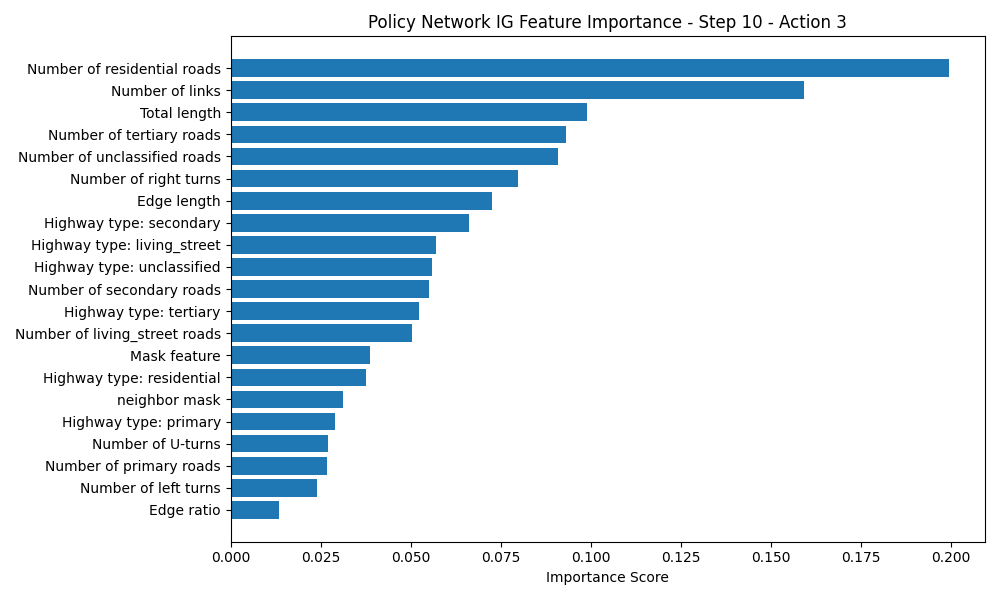 Policy Network IG Feature Importance - Step 10 - Action 3
Number of residential roads
Number of links
Total length
Number of tertiary roads
Number of unclassified roads
Number of right turns
Edge length
Highway type: secondary
Highway type: living_street
Highway type: unclassified
Number of secondary roads
Highway type: tertiary
Number of living_street roads
Mask feature
Highway type: residential
neighbor mask
Highway type: primary
Number of U-turns
Number of primary roads
Number of left turns
Edge ratio
0.000 0.025 0.050 0.075 0.100 0.125 0.150 0.175 0.200
Importance Score